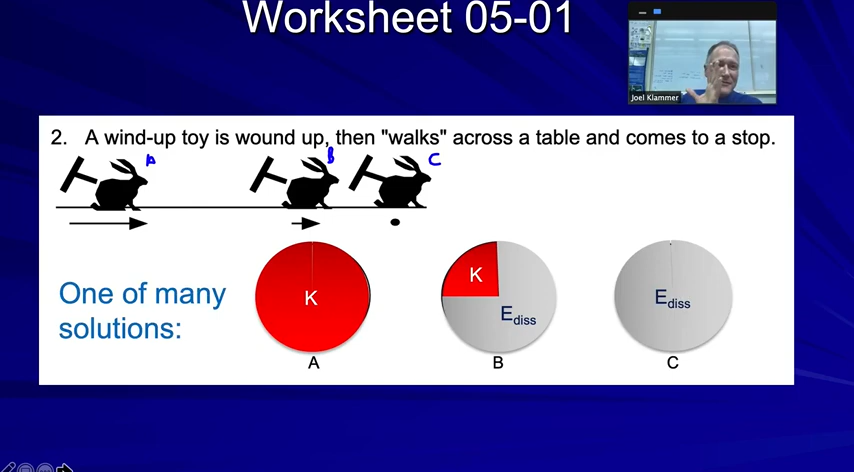 Worksheet 05-01
Joel Klammer
2. A wind-up toy is wound up, then "walks" across a table and comes to a stop.
A B C
One of many
solutions:
K
K
Ediss
Ediss
A B C